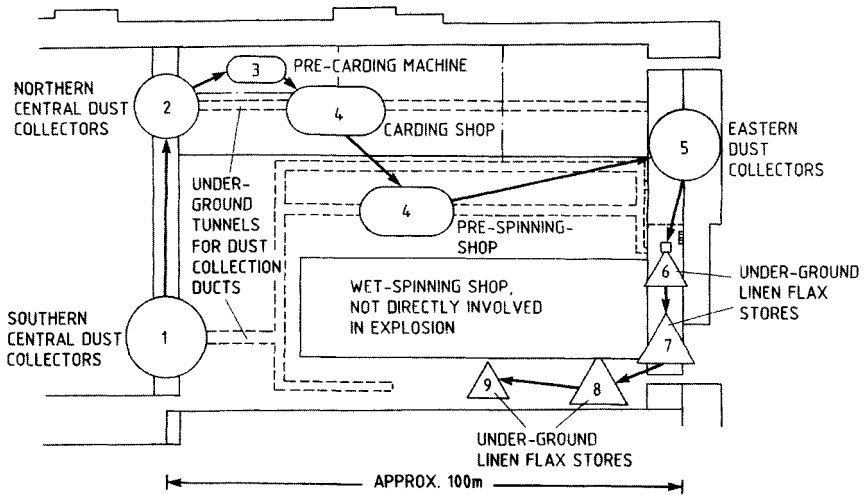 NORTHERN
CENTRAL DUST
COLLECTORS
2
3
PRE-CARDING MACHINE
4
CARDING SHOP
5
EASTERN
DUST
COLLECTORS
UNDER-
GROUND
TUNNELS
FOR DUST
COLLECTION
DUCTS
4
PRE-SPINNING-
SHOP
6
UNDER-GROUND
LINEN FLAX
STORES
SOUTHERN
CENTRAL DUST
COLLECTORS
1
WET-SPINNING SHOP,
NOT DIRECTLY INVOLVED
IN EXPLOSION
7
8
9
UNDER-GROUND
LINEN FLAX STORES
APPROX. 100m